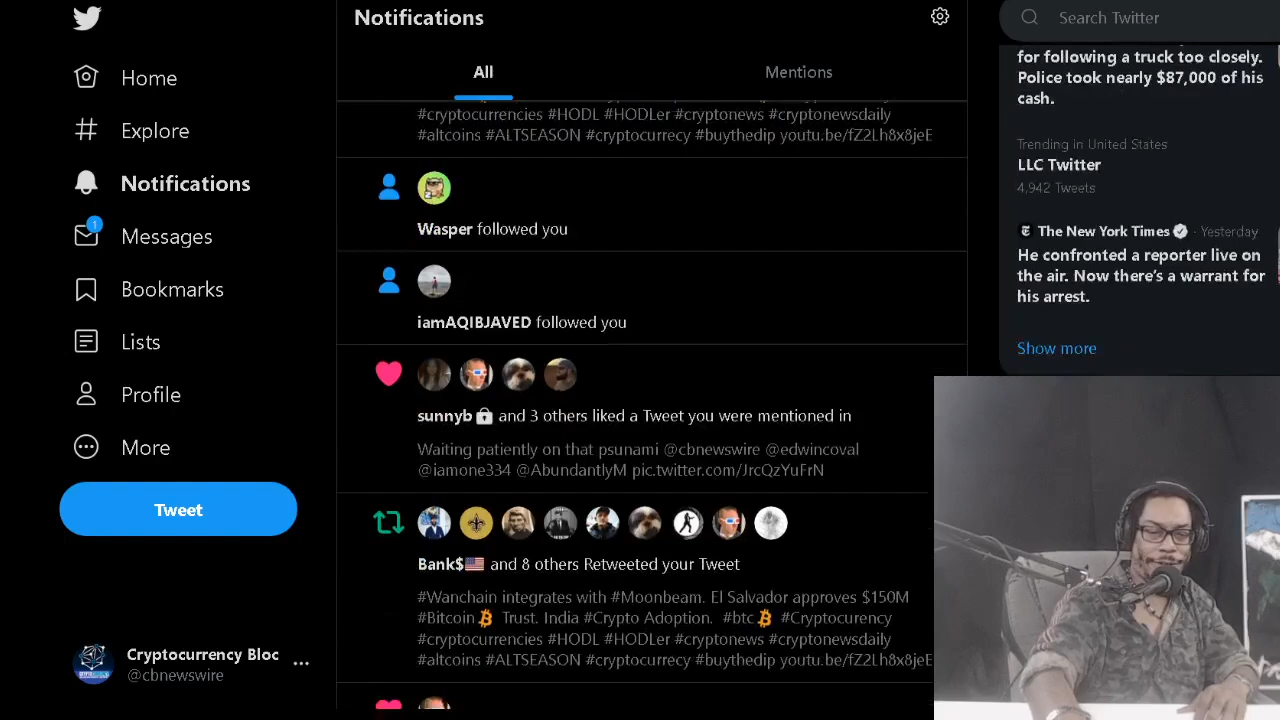 Home
Explore
Notifications
1
Messages
Bookmarks
Lists
Profile
More
Tweet
Cryptocurrency Bloc
@cbnewswire
Notifications
All
Mentions
#cryptocurrencies #HODL #HODLer #cryptonews #cryptonewsdaily
#altcoins #ALTSEASON #cryptocurrecy #buythedip youtu.be/fZ2Lh8x8jeE
Wasper followed you
iamAQIBJAVED followed you
sunnyb and 3 others liked a Tweet you were mentioned in
Waiting patiently on that psunami @cbnewswire @edwincoval
@iamone334 @AbundantlyM pic.twitter.com/JrcQzYuFrN
Bank$ and 8 others Retweeted your Tweet
#Wanchain integrates with #Moonbeam. El Salvador approves $150M
#Bitcoin Trust. India #Crypto Adoption. #btc #Cryptocurency
#cryptocurrencies #HODL #HODLer #cryptonews #cryptonewsdaily
#altcoins #ALTSEASON #cryptocurrecy #buythedip youtu.be/fZ2Lh8x8jeE
Search Twitter
for following a truck too closely.
Police took nearly $87,000 of his
cash.
Trending in United States
LLC Twitter
4,942 Tweets
The New York Times · Yesterday
He confronted a reporter live on
the air. Now there's a warrant for
his arrest.
Show more